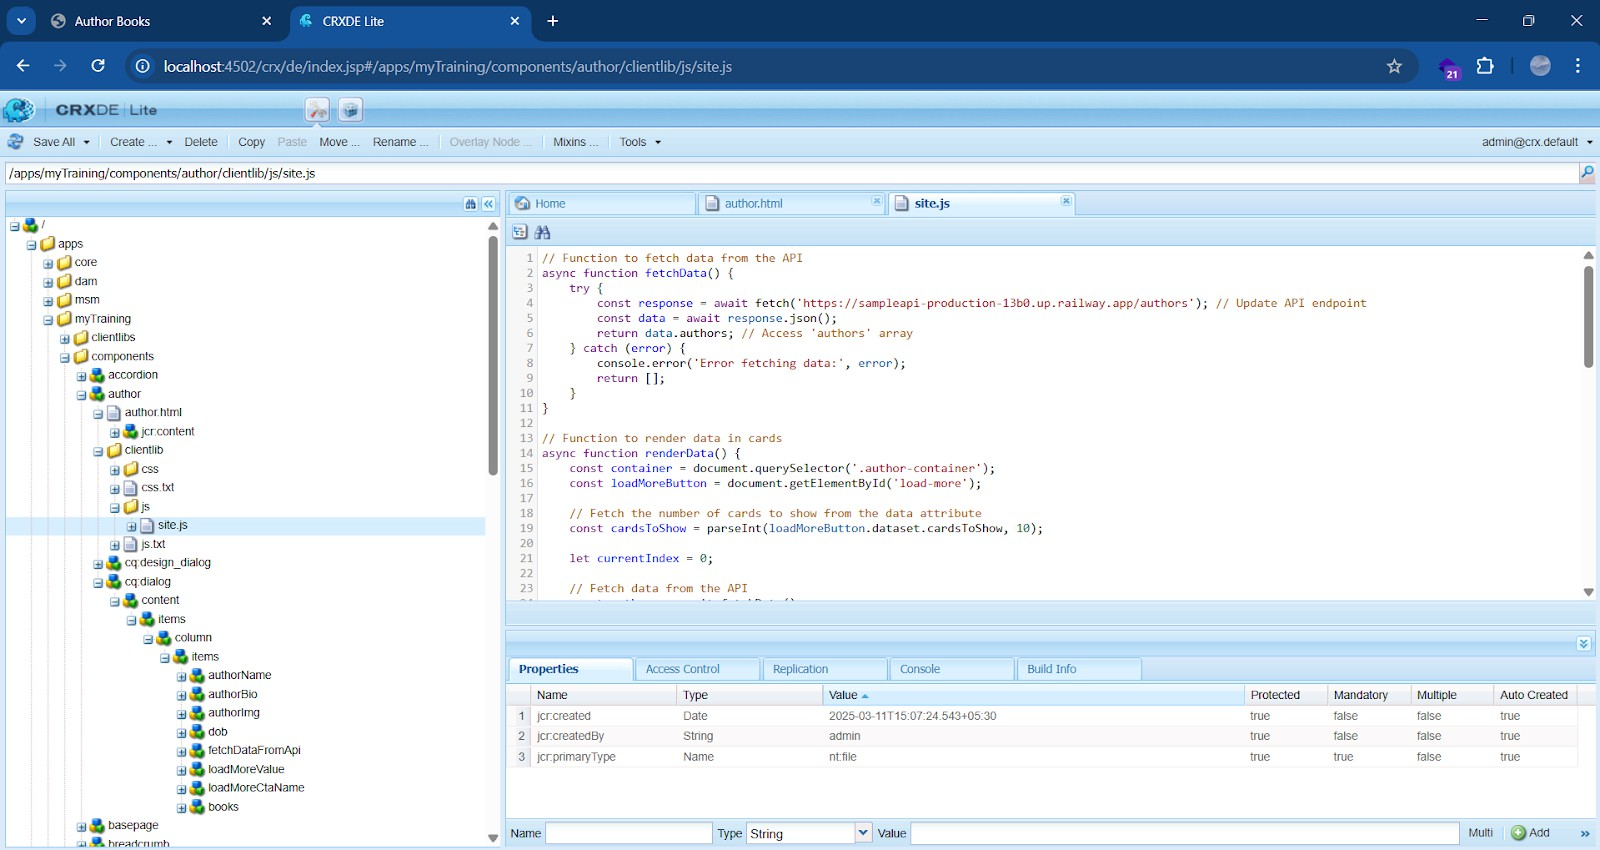 Author Books
CRXDE Lite
localhost:4502/crx/de/index.jsp#/apps/myTraining/components/author/clientlib/js/site.js
21
CRXDE | Lite
Save All
Create ...
Delete
Copy
Paste
Move ...
Rename ...
Overlay Node ...
Mixins ...
Tools
admin@crx.default
/apps/myTraining/components/author/clientlib/js/site.js
/
apps
core
dam
msm
myTraining
clientlibs
components
accordion
author
author.html
jcr:content
clientlib
css
css.txt
js
site.js
js.txt
cq:design_dialog
cq:dialog
content
items
column
items
authorName
authorBio
authorImg
dob
fetchDataFromApi
loadMoreValue
loadMoreCtaName
books
basepage
breadcrumb
Home
author.html
site.js
1 // Function to fetch data from the API
2 async function fetchData() {
3 try {
4 const response = await fetch('https://sampleapi-production-13b0.up.railway.app/authors'); // Update API endpoint
5 const data = await response.json();
6 return data.authors; // Access 'authors' array
7 } catch (error) {
8 console.error('Error fetching data:', error);
9 return [];
10 }
11 }
12
13 // Function to render data in cards
14 async function renderData() {
15 const container = document.querySelector('.author-container');
16 const loadMoreButton = document.getElementById('load-more');
17
18 // Fetch the number of cards to show from the data attribute
19 const cardsToShow = parseInt(loadMoreButton.dataset.cardsToShow, 10);
20
21 let currentIndex = 0;
22
23 // Fetch data from the API
Properties
Access Control
Replication
Console
Build Info
Name Type Value Protected Mandatory Multiple Auto Created
1 jcr:created Date 2025-03-11T15:07:24.543+05:30 true false false true
2 jcr:createdBy String admin true false false true
3 jcr:primaryType Name nt:file true true false true
Name Type String Value Multi Add